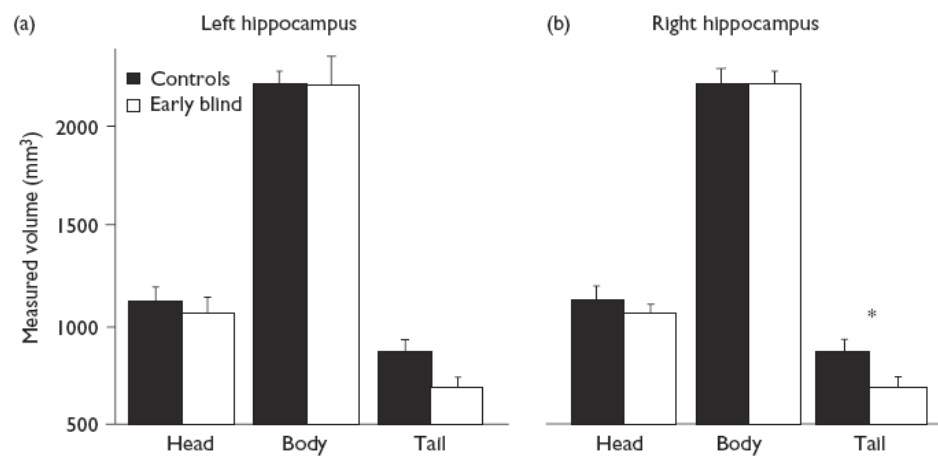 (a) Left hippocampus
Controls
Early blind
Measured volume (mm³)
2000
1500
1000
500
Head Body Tail
(b) Right hippocampus
*
Head Body Tail